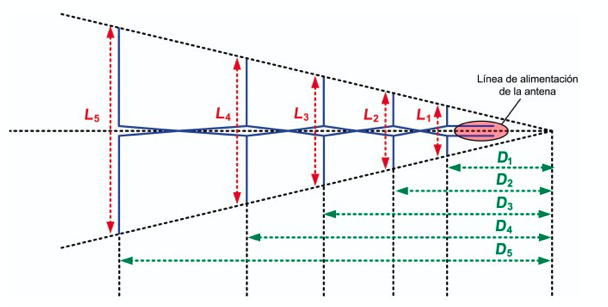 Línea de alimentación
de la antena
L5
L4
L3
L2
L1
D1
D2
D3
D4
D5